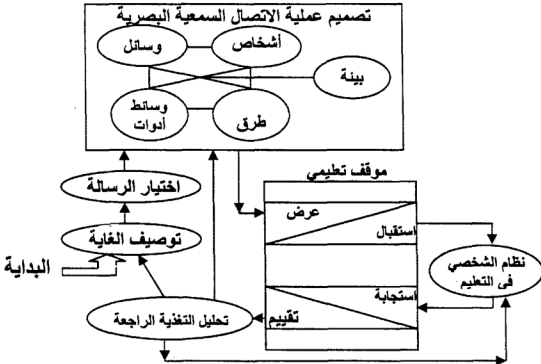 تصميم عملية الاتصال السمعية البصرية
أشخاص
وسائل
بيئة
طرق
وسائط
أدوات
موقف تعليمي
عرض
استقبال
اختيار الرسالة
توصيف الغاية
البداية
نظام الشخصي
فى التعليم
استجابة
تقييم
تحليل التغذية الراجعة